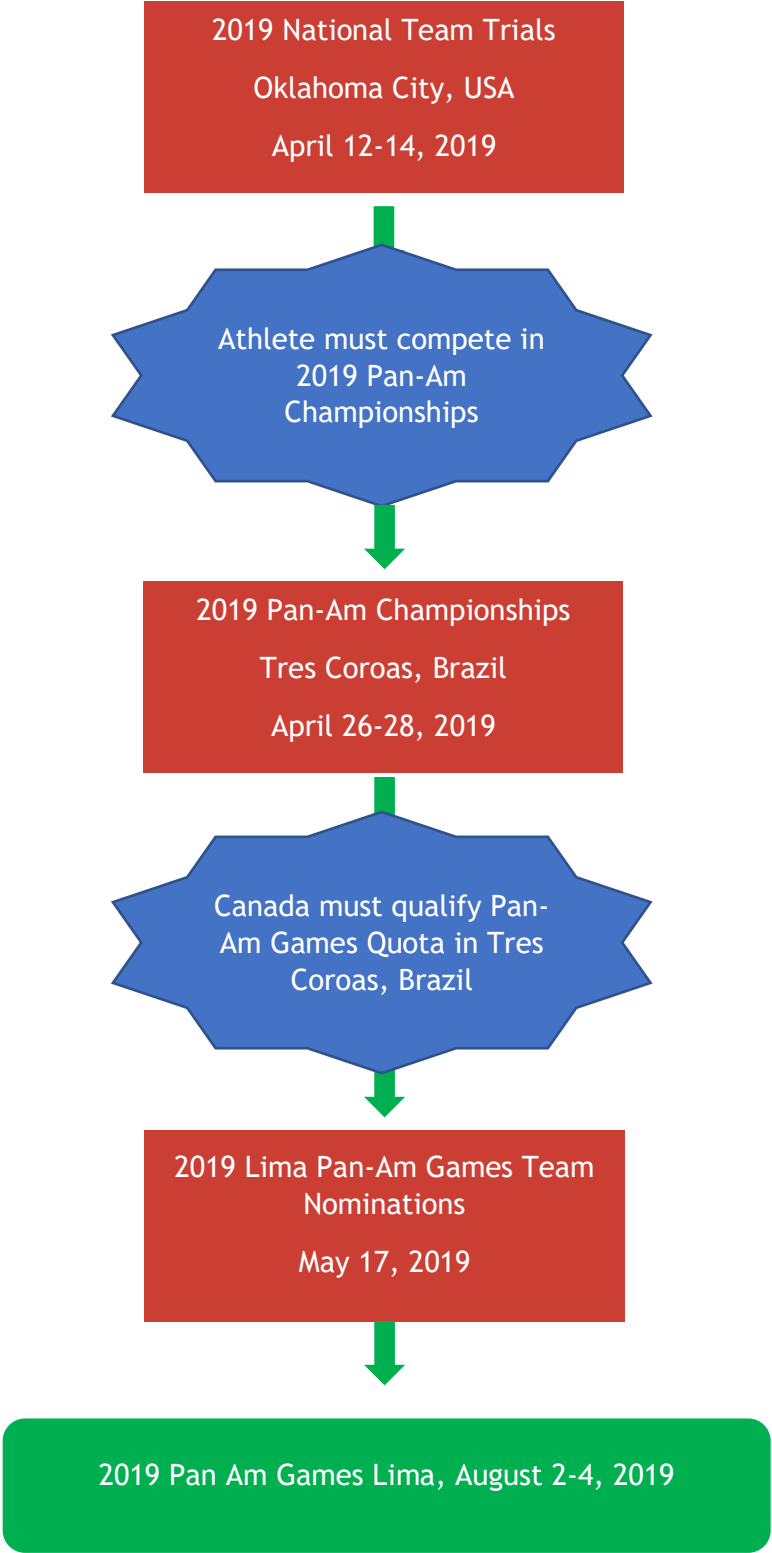 2019 National Team Trials
Oklahoma City, USA
April 12-14, 2019
Athlete must compete in
2019 Pan-Am
Championships
2019 Pan-Am Championships
Tres Coroas, Brazil
April 26-28, 2019
Canada must qualify Pan-
Am Games Quota in Tres
Coroas, Brazil
2019 Lima Pan-Am Games Team
Nominations
May 17, 2019
2019 Pan Am Games Lima, August 2-4, 2019